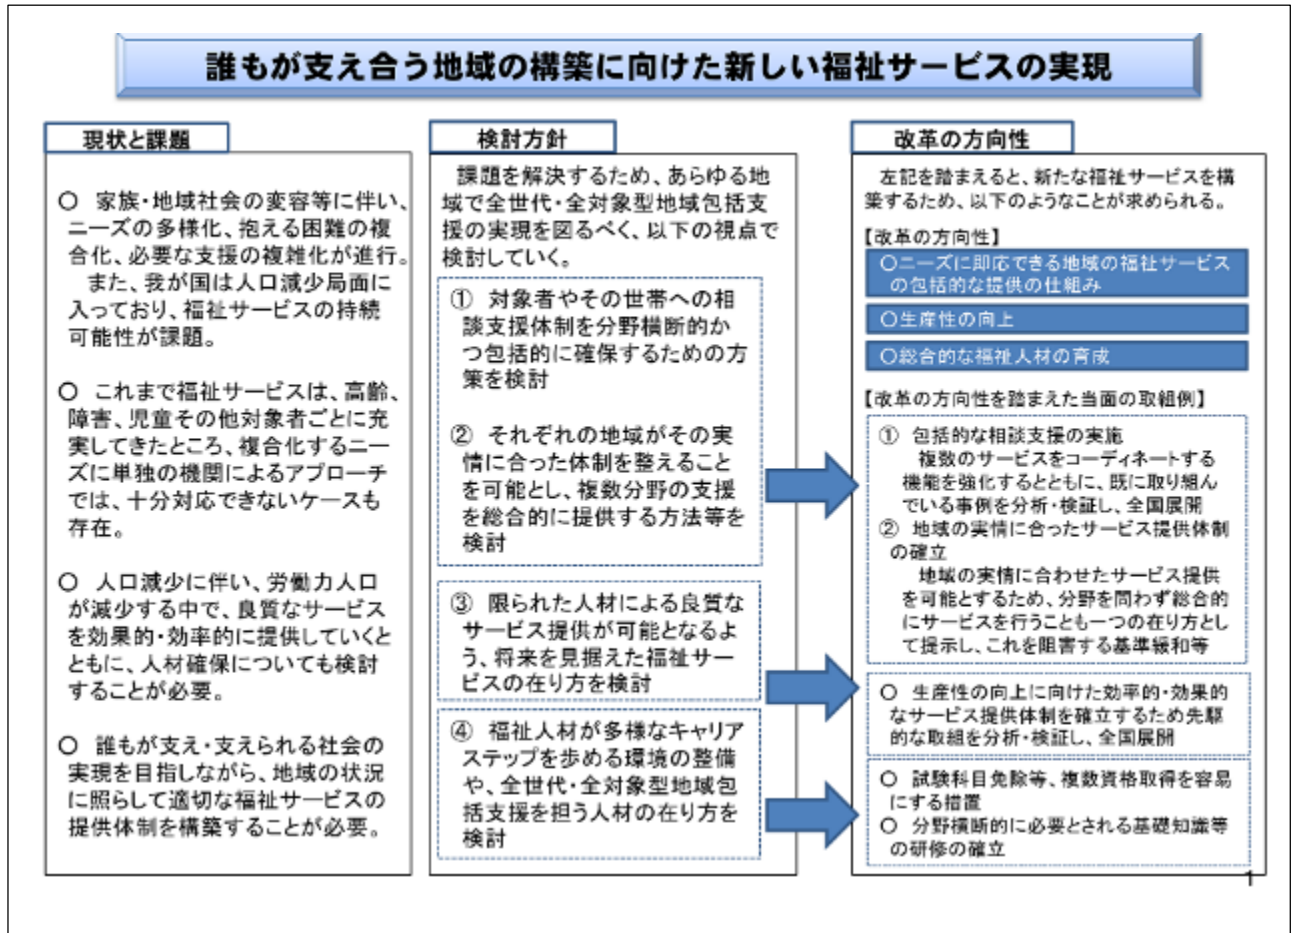 誰もが支え合う地域の構築に向けた新しい福祉サービスの実現
現状と課題
〇 家族・地域社会の変容等に伴い、
ニーズの多様化、抱える困難の複
合化、必要な支援の複雑化が進行。
また、我が国は人口減少局面に
入っており、福祉サービスの持続
可能性が課題。
〇 これまで福祉サービスは、高齢、
障害、児童その他対象者ごとに充
実してきたところ、複合化するニー
ズに単独の機関によるアプローチ
では、十分対応できないケースも
存在。
〇 人口減少に伴い、労働力人口
が減少する中で、良質なサービス
を効果的・効率的に提供していくと
ともに、人材確保についても検討
することが必要。
〇 誰もが支え・支えられる社会の
実現を目指しながら、地域の状況
に照らして適切な福祉サービスの
提供体制を構築することが必要。
検討方針
課題を解決するため、あらゆる地
域で全世代・全対象型地域包括支
援の実現を図るべく、以下の視点で
検討していく。
① 対象者やその世帯への相
談支援体制を分野横断的か
つ包括的に確保するための方
策を検討
② それぞれの地域がその実
情に合った体制を整えること
を可能とし、複数分野の支援
を総合的に提供する方法等を
検討
③ 限られた人材による良質な
サービス提供が可能となるよ
う、将来を見据えた福祉サー
ビスの在り方を検討
④ 福祉人材が多様なキャリア
ステップを歩める環境の整備
や、全世代・全対象型地域包
括支援を担う人材の在り方を
検討
改革の方向性
左記を踏まえると、新たな福祉サービスを構
築するため、以下のようなことが求められる。
【改革の方向性】
〇ニーズに即応できる地域の福祉サービス
の包括的な提供の仕組み
〇生産性の向上
〇総合的な福祉人材の育成
【改革の方向性を踏まえた当面の取組例】
① 包括的な相談支援の実施
複数のサービスをコーディネートする
機能を強化するとともに、既に取り組ん
でいる事例を分析・検証し、全国展開
② 地域の実情に合ったサービス提供体制
の確立
地域の実情に合わせたサービス提供
を可能とするため、分野を問わず総合的
にサービスを行うことも一つの在り方とし
て提示し、これを阻害する基準緩和等
〇 生産性の向上に向けた効率的・効果的
なサービス提供体制を確立するため先駆
的な取組を分析・検証し、全国展開
〇 試験科目免除等、複数資格取得を容易
にする措置
〇 分野横断的に必要とされる基礎知識等
の研修の確立
1